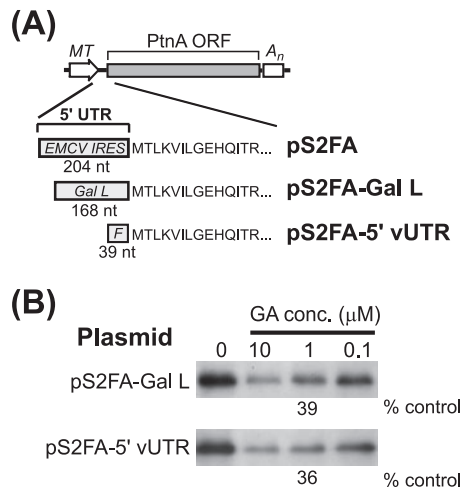 (A)
PtnA ORF
MT
An
5' UTR
EMCV IRES MTLKVILGEHQITR... pS2FA
204 nt
Gal L MTLKVILGEHQITR... pS2FA-Gal L
168 nt
F MTLKVILGEHQITR... pS2FA-5' vUTR
39 nt
(B)
GA conc. (μM)
Plasmid
0 10 1 0.1
pS2FA-Gal L
39 % control
pS2FA-5' vUTR
36 % control